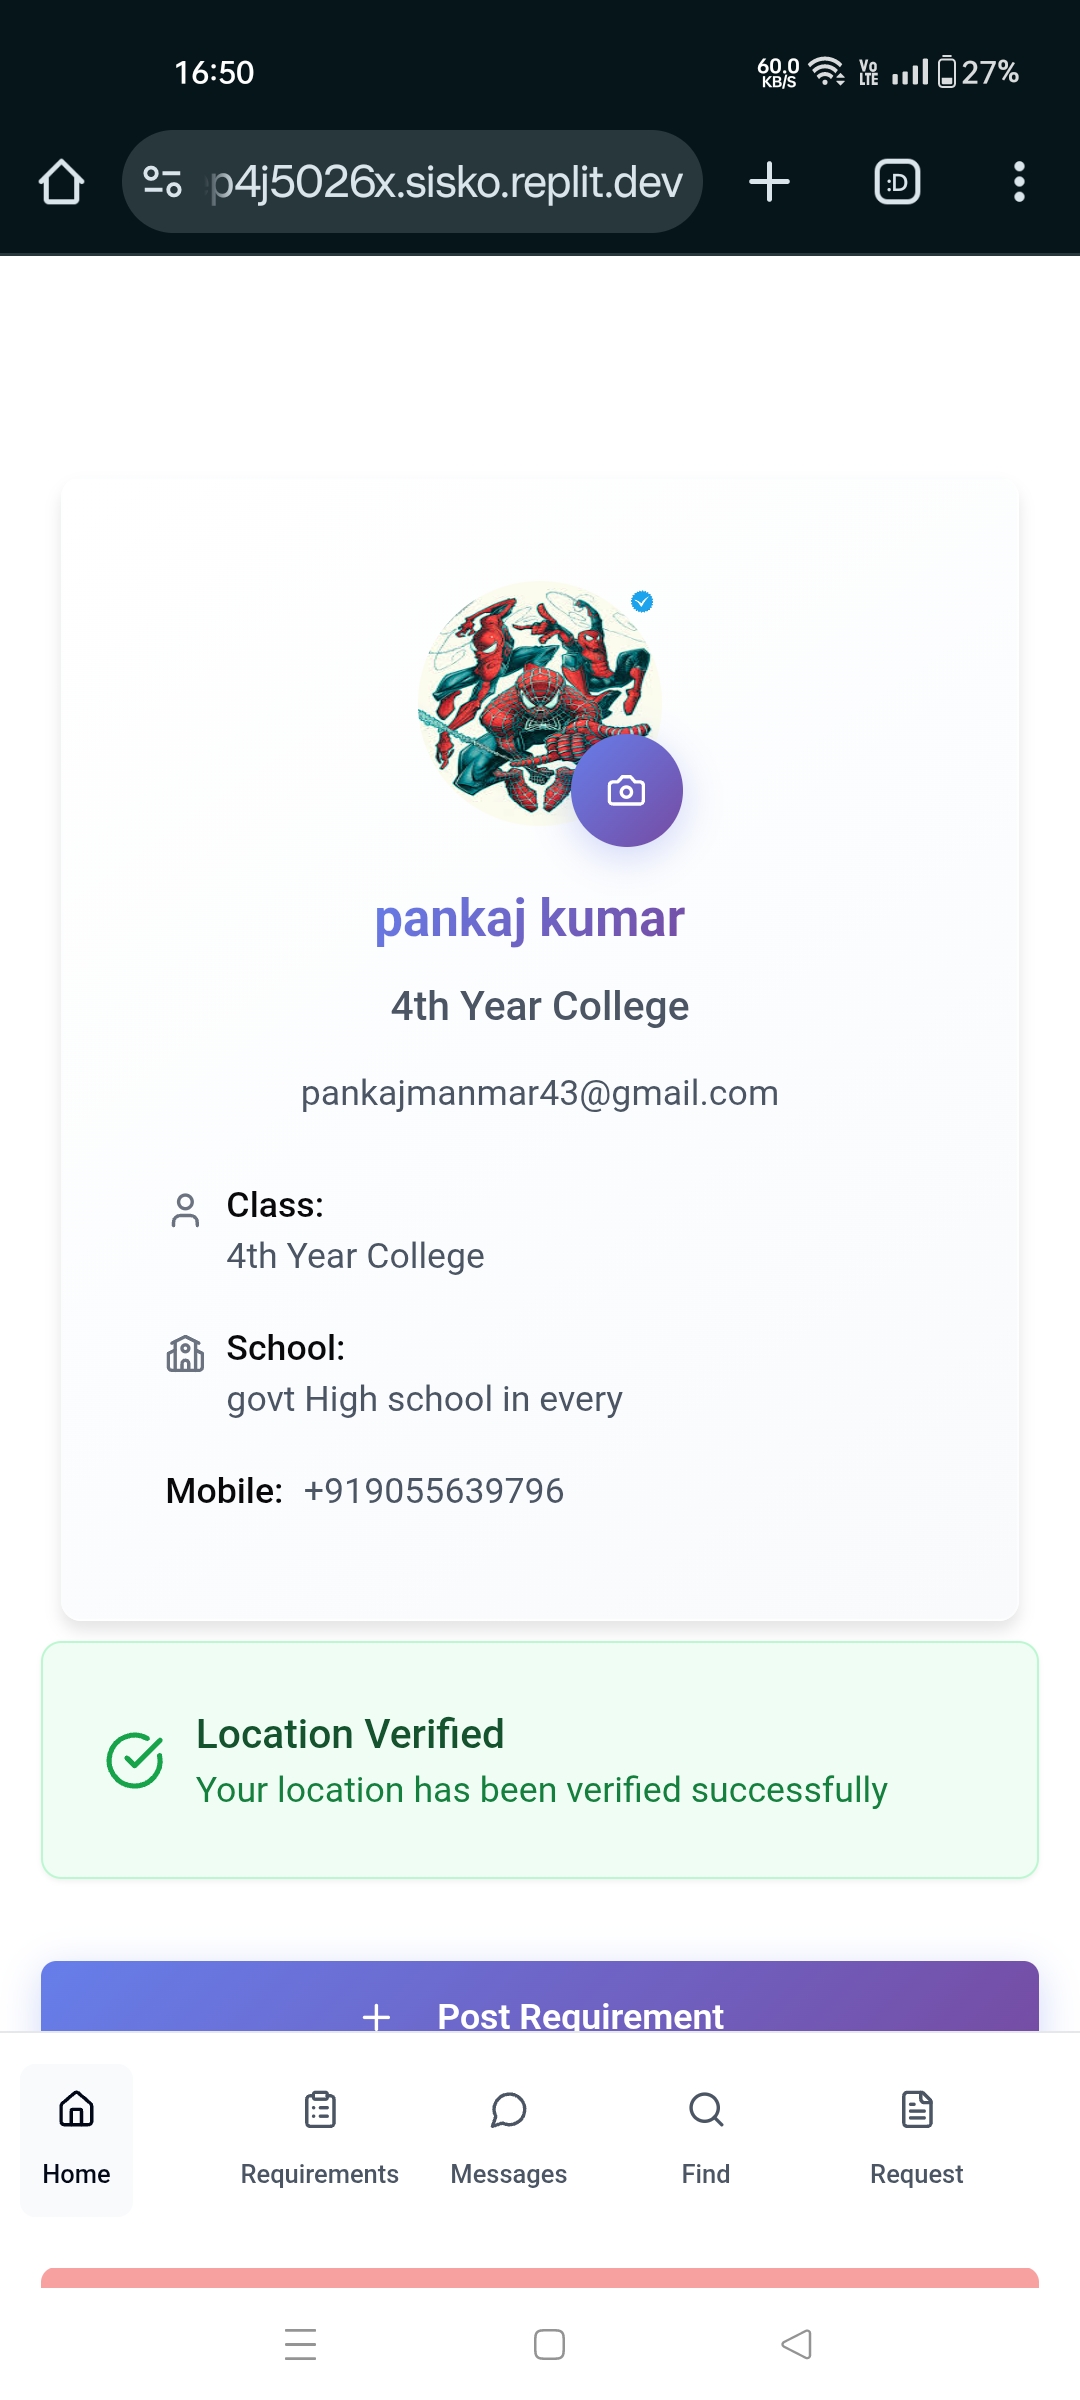 16:50
60.0
KB/S
Vo
LTE
27%
p4j5026x.sisko.replit.dev
:D
pankaj kumar
4th Year College
pankajmanmar43@gmail.com
Class:
4th Year College
School:
govt High school in every
Mobile: +919055639796
Location Verified
Your location has been verified successfully
Post Requirement
Home
Requirements
Messages
Find
Request